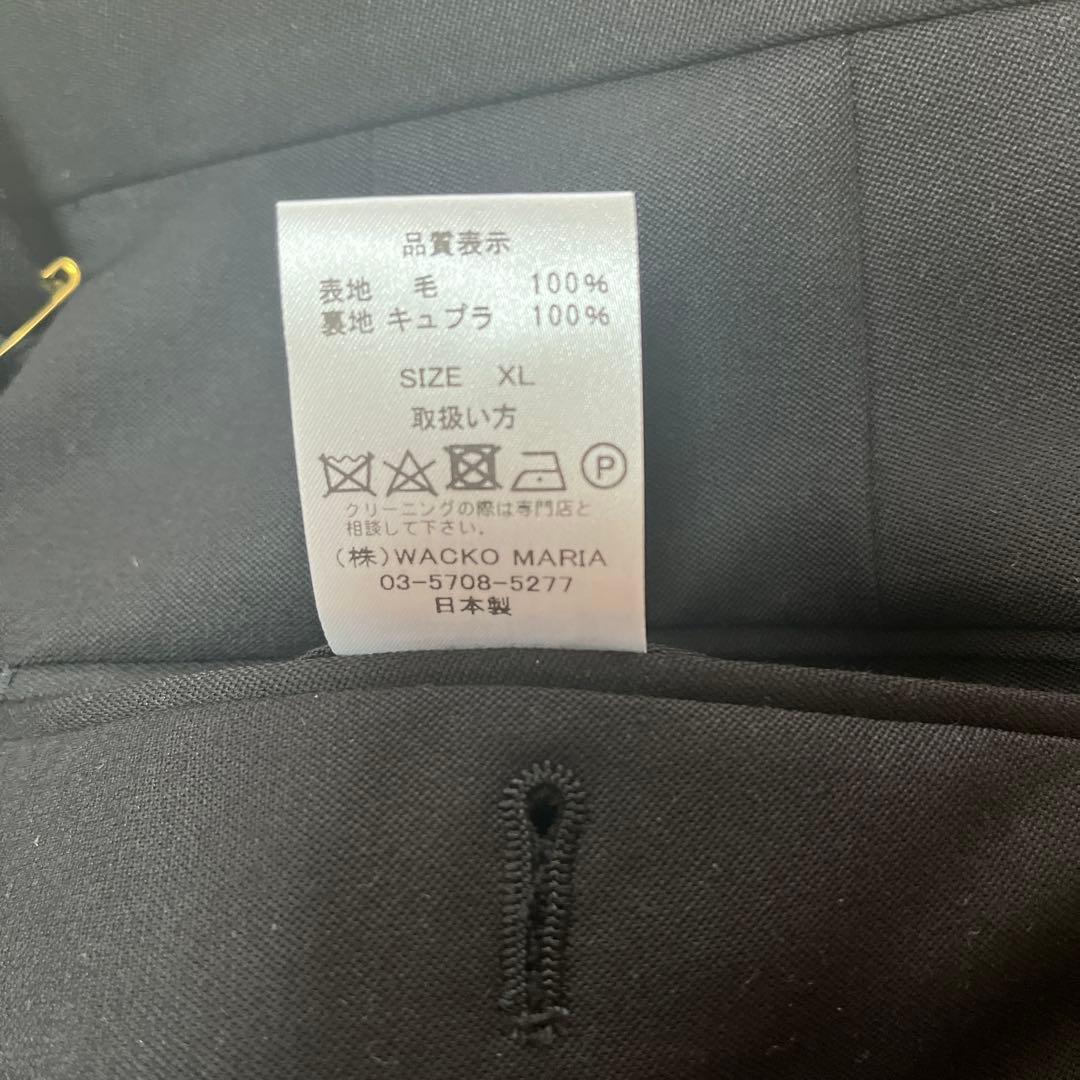 品質表示
表地 毛 100%
裏地 キュプラ 100%
SIZE XL
取扱い方
P
クリーニングの際は専門店と
相談して下さい。
(株)WACKO MARIA
03-5708-5277
日本製